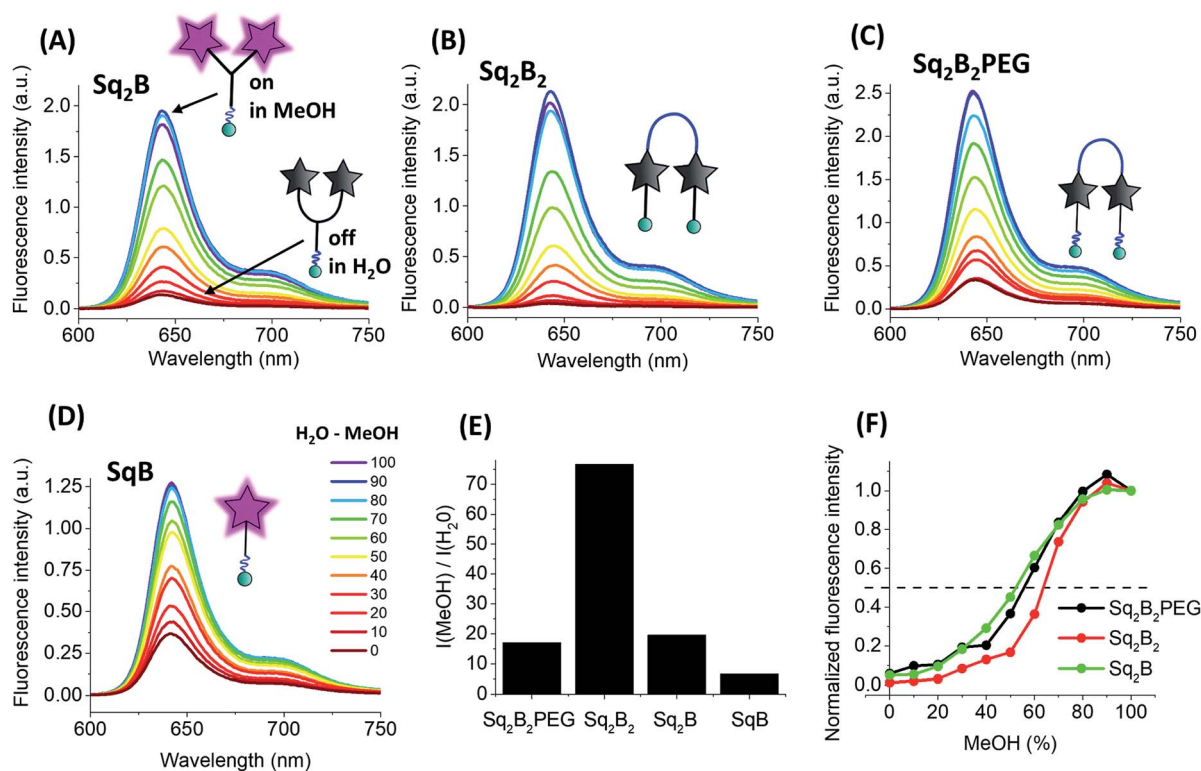 (A)
Sq₂B
on
in MeOH
off
in H₂O
Fluorescence intensity (a.u.)
2.0
1.5
1.0
0.5
0.0
600 650 700 750
Wavelength (nm)
(B)
Sq₂B₂
Fluorescence intensity (a.u.)
2.0
1.5
1.0
0.5
0.0
600 650 700 750
Wavelength (nm)
(C)
Sq₂B₂PEG
Fluorescence intensity (a.u.)
2.5
2.0
1.5
1.0
0.5
0.0
600 650 700 750
Wavelength (nm)
(D)
SqB
H₂O - MeOH
100
90
80
70
60
50
40
30
20
10
0
Fluorescence intensity (a.u.)
1.25
1.00
0.75
0.50
0.25
0.00
600 650 700 750
Wavelength (nm)
(E)
I(MeOH) / I(H₂0)
70
60
50
40
30
20
10
0
Sq₂B₂PEG Sq₂B₂ Sq₂B SqB
(F)
Normalized fluorescence intensity
1.0
0.8
0.6
0.4
0.2
0.0
Sq₂B₂PEG
Sq₂B₂
Sq₂B
0 20 40 60 80 100
MeOH (%)